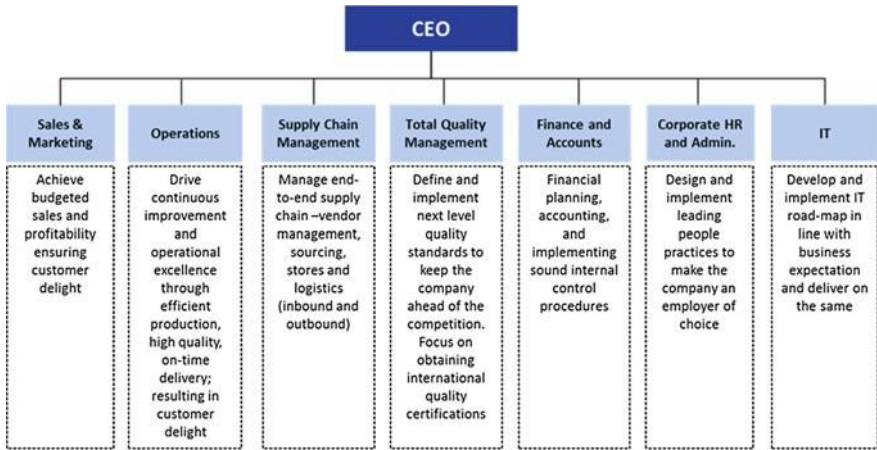 CEO
Sales &
Marketing
Operations
Supply Chain
Management
Total Quality
Management
Finance and
Accounts
Corporate HR
and Admin.
IT
Achieve
budgeted
sales and
profitability
ensuring
customer
delight
Drive
continuous
improvement
and
operational
excellence
through
efficient
production,
high quality,
on-time
delivery;
resulting in
customer
delight
Manage end-
to-end supply
chain –vendor
management,
sourcing,
stores and
logistics
(inbound and
outbound)
Define and
implement
next level
quality
standards to
keep the
company
ahead of the
competition.
Focus on
obtaining
international
quality
certifications
Financial
planning,
accounting,
and
implementing
sound internal
control
procedures
Design and
implement
leading
people
practices to
make the
company an
employer of
choice
Develop and
implement IT
road-map in
line with
business
expectation
and deliver on
the same